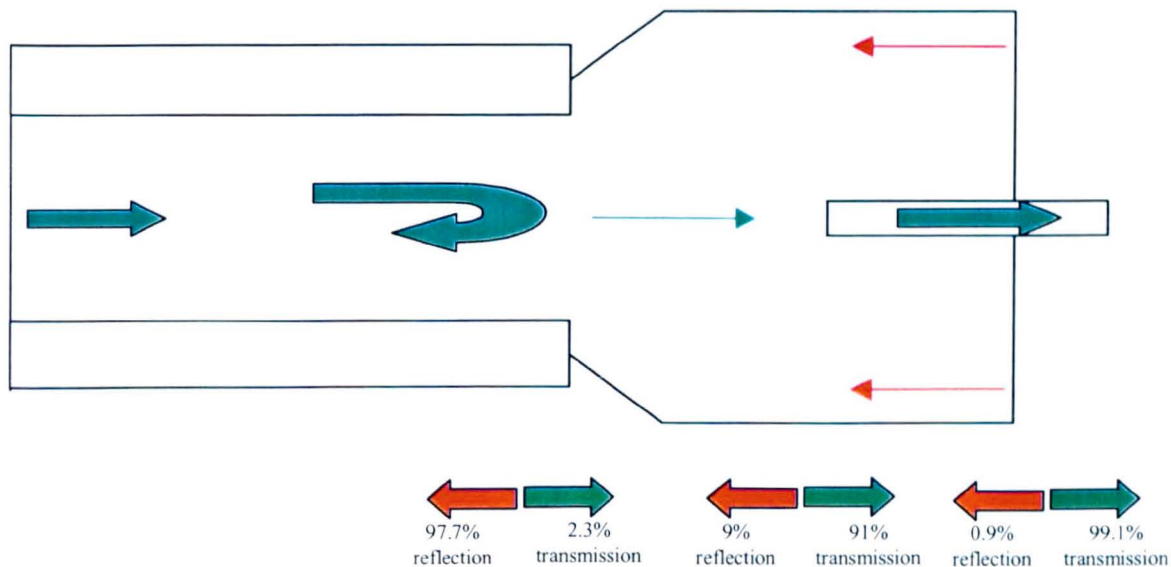 97.7% 2.3% 9% 91% 0.9% 99.1%
reflection transmission reflection transmission reflection transmission